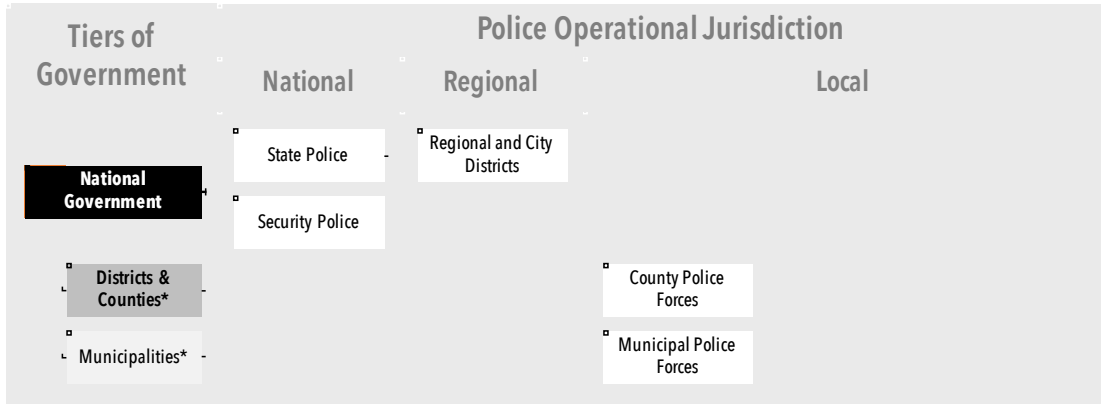 Tiers of
Government
Police Operational Jurisdiction
National
Regional
Local
State Police
Regional and City
Districts
National
Government
Security Police
Districts &
Counties*
County Police
Forces
Municipalities*
Municipal Police
Forces